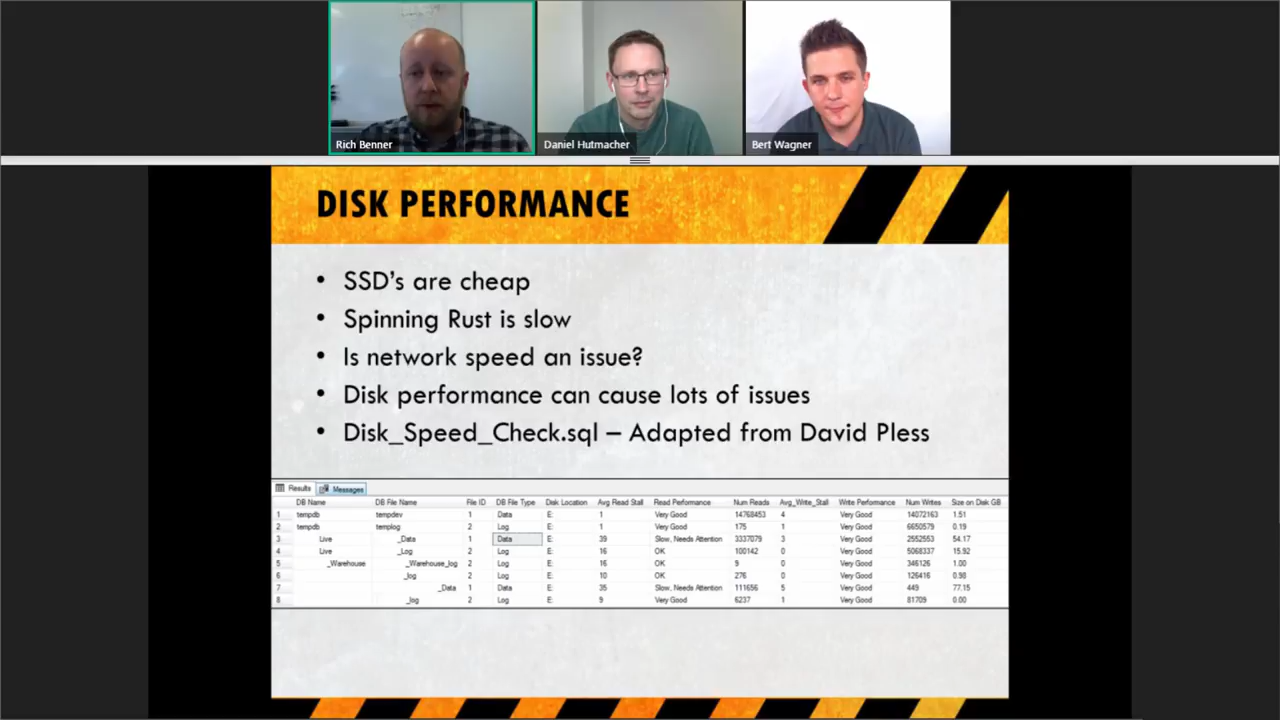 Rich Benner
Daniel Hutmacher
Bert Wagner
DISK PERFORMANCE
• SSD's are cheap
• Spinning Rust is slow
• Is network speed an issue?
• Disk performance can cause lots of issues
• Disk_Speed_Check.sql – Adapted from David Pless
Results Messages
DB Name DB File Name File ID DB File Type Disk Location Avg Read Stall Read Performance Num Reads Avg_Write_Stall Write Performance Num Writes Size on Disk GB
1 tempdb tempdev 1 Data E: 1 Very Good 14768453 4 Very Good 14072163 1.51
2 tempdb templog 2 Log E: 1 Very Good 175 1 Very Good 6650579 0.19
3 Live _Data 1 Data E: 39 Slow, Needs Attention 3337079 3 Very Good 2552553 54.17
4 Live _Log 2 Log E: 16 OK 100142 0 Very Good 5068337 15.92
5 _Warehouse _Warehouse_log 2 Log E: 16 OK 9 0 Very Good 346126 1.00
6 _log 2 Log E: 10 OK 276 0 Very Good 126416 0.98
7 _Data 1 Data E: 35 Slow, Needs Attention 111656 5 Very Good 449 77.15
8 _log 2 Log E: 9 Very Good 6237 1 Very Good 81709 0.00